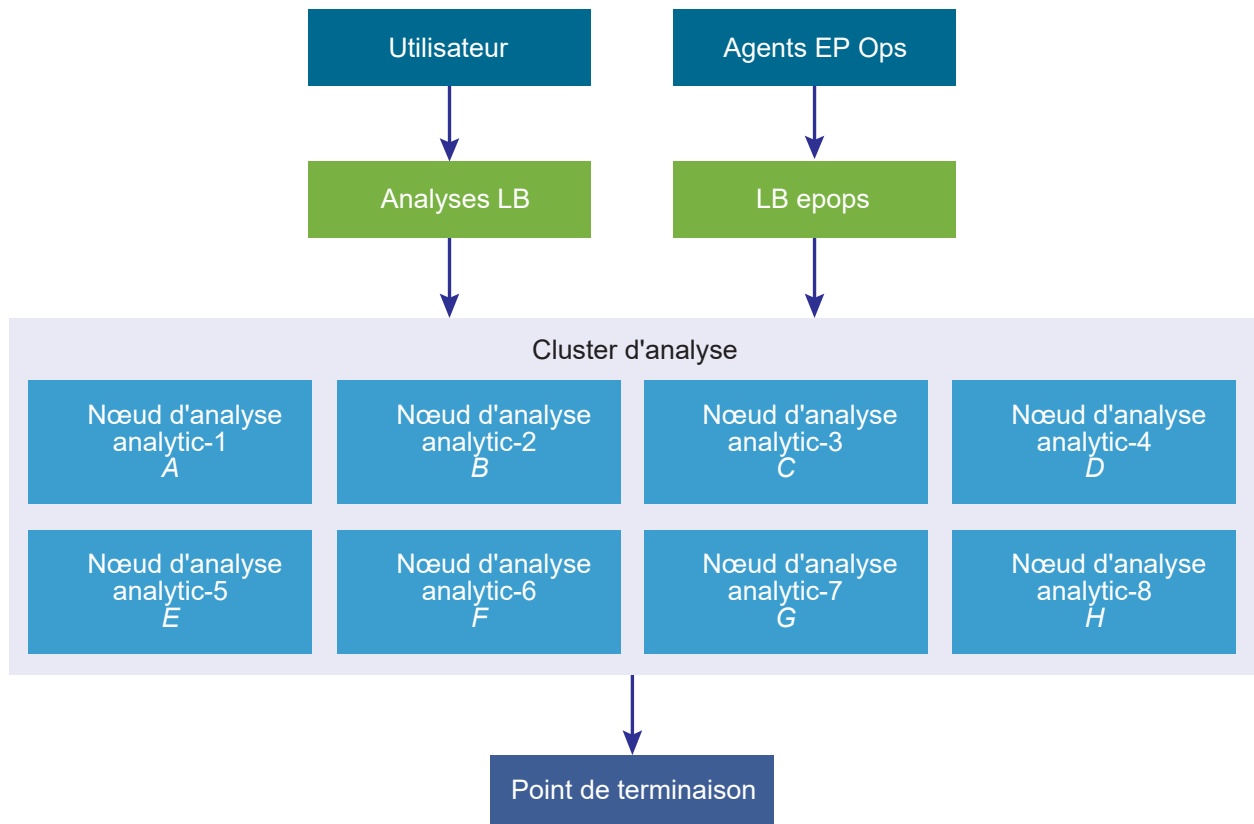 Utilisateur
Agents EP Ops
Analyses LB
LB epops
Cluster d'analyse
Nœud d'analyse
analytic-1
A
Nœud d'analyse
analytic-2
B
Nœud d'analyse
analytic-3
C
Nœud d'analyse
analytic-4
D
Nœud d'analyse
analytic-5
E
Nœud d'analyse
analytic-6
F
Nœud d'analyse
analytic-7
G
Nœud d'analyse
analytic-8
H
Point de terminaison